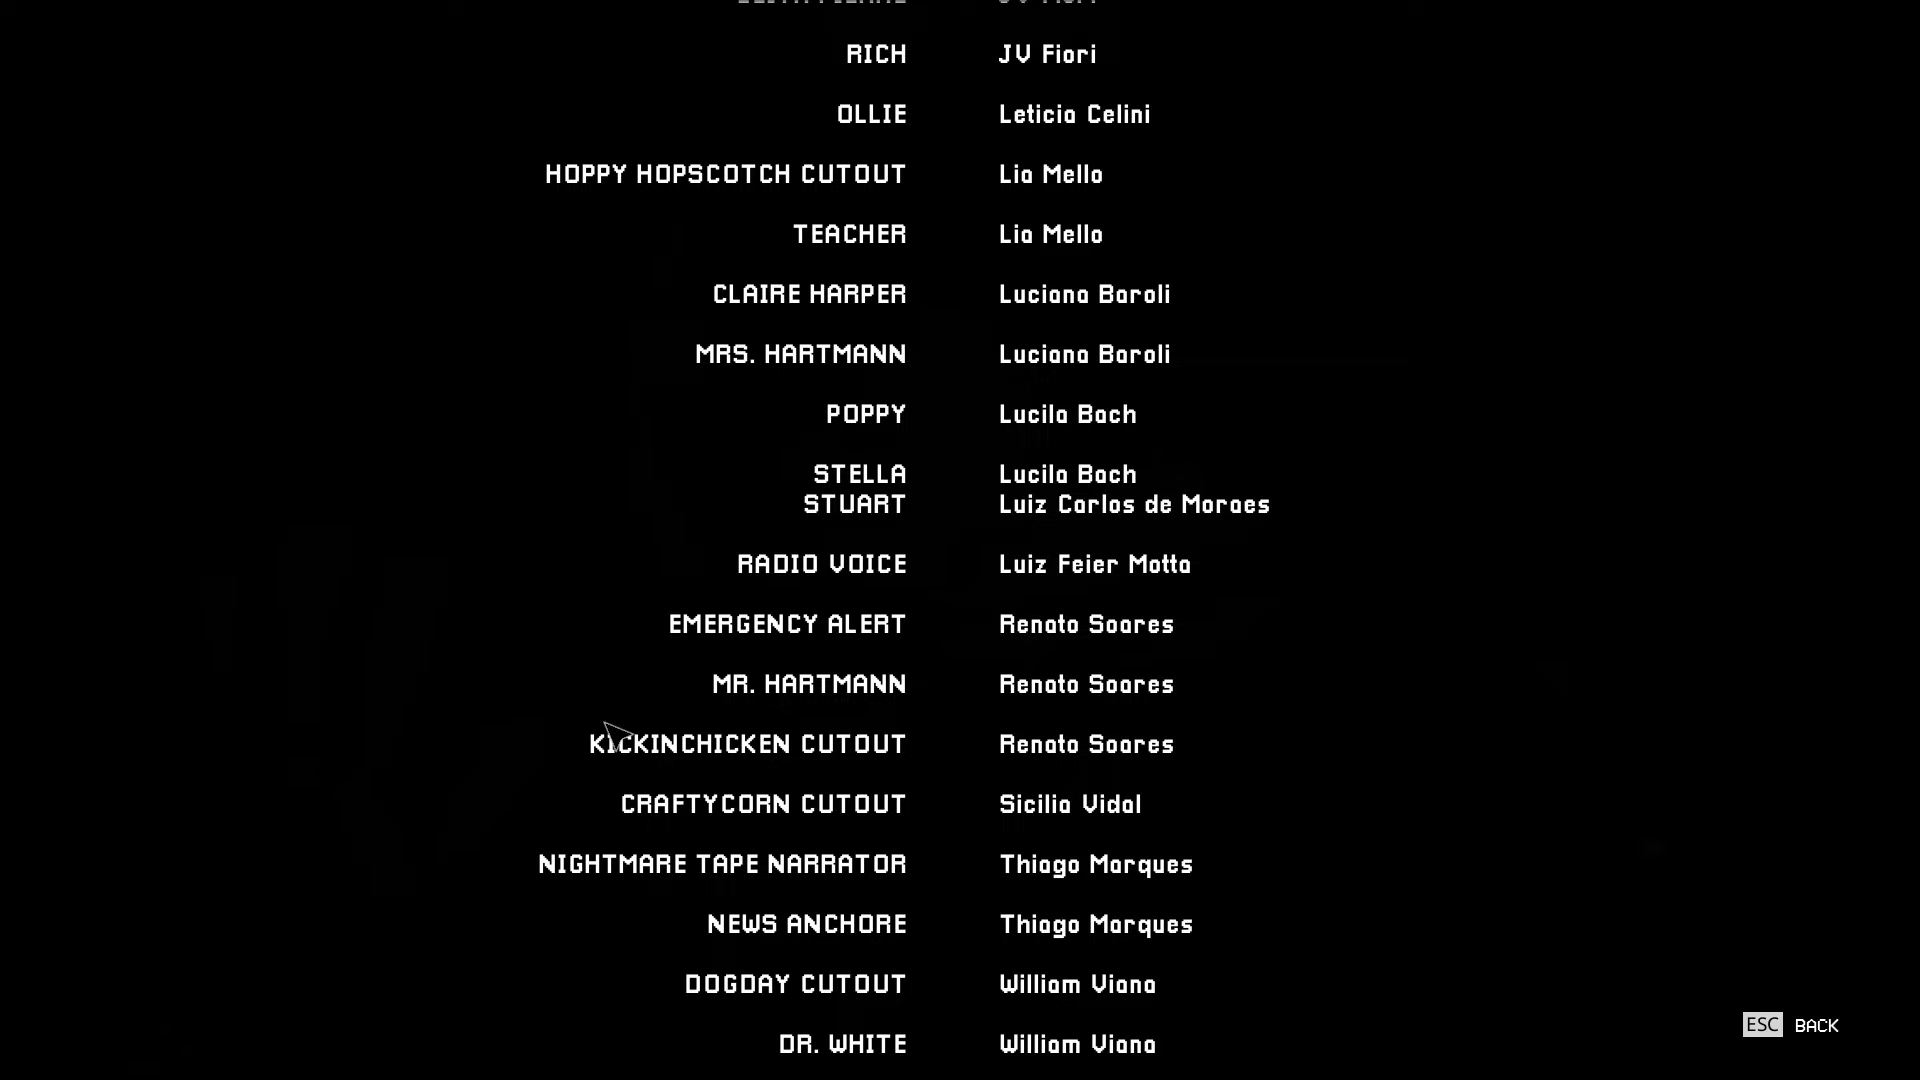 RICH JV Fiori
OLLIE Leticia Celini
HOPPY HOPSCOTCH CUTOUT Lia Mello
TEACHER Lia Mello
CLAIRE HARPER Luciana Baroli
MRS. HARTMANN Luciana Baroli
POPPY Lucila Bach
STELLA Lucila Bach
STUART Luiz Carlos de Moraes
RADIO VOICE Luiz Feier Motta
EMERGENCY ALERT Renato Soares
MR. HARTMANN Renato Soares
KICKINCHICKEN CUTOUT Renato Soares
CRAFTYCORN CUTOUT Sicilia Vidal
NIGHTMARE TAPE NARRATOR Thiago Marques
NEWS ANCHORE Thiago Marques
DOGDAY CUTOUT William Viana
ESC BACK
DR. WHITE William Viana